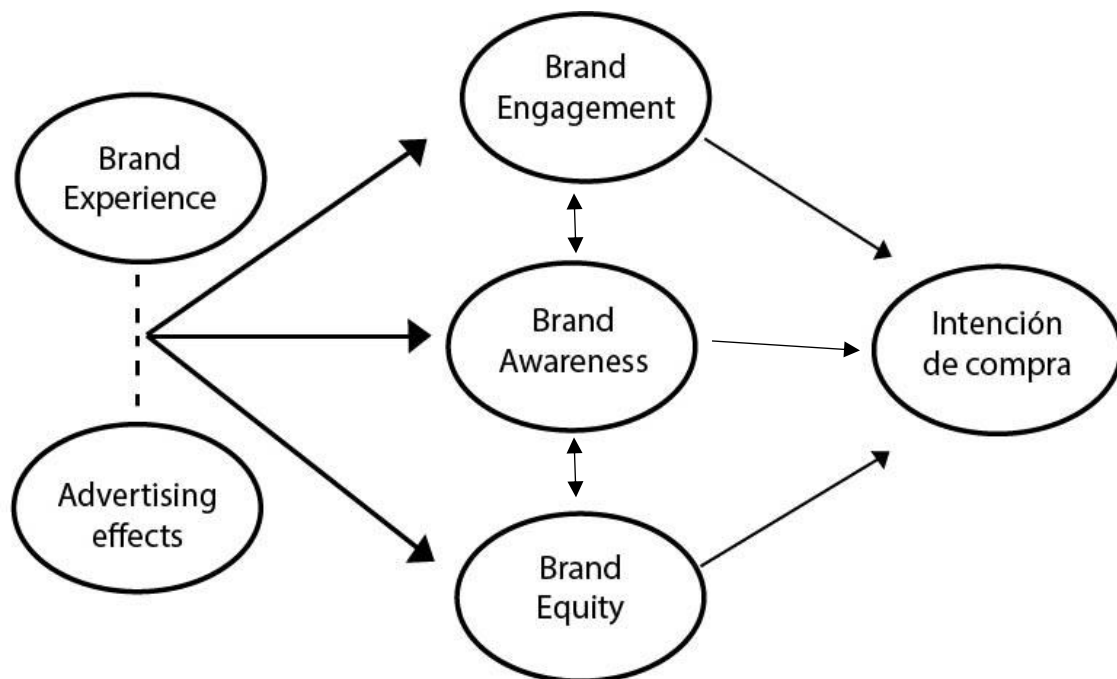 Brand
Engagement
Brand
Experience
Brand
Awareness
Intención
de compra
Advertising
effects
Brand
Equity